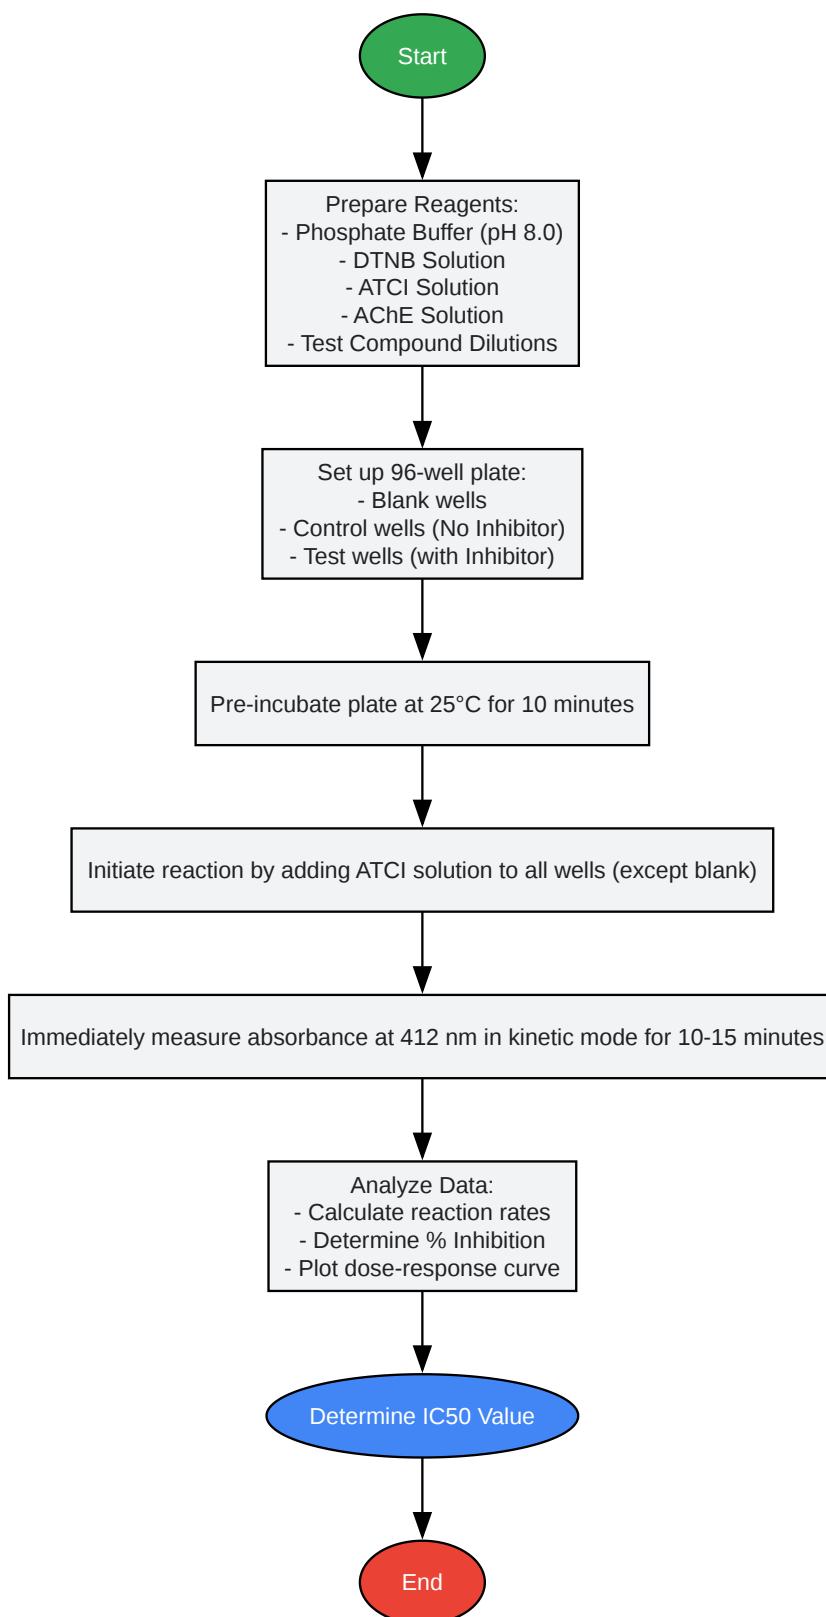 Start
Prepare Reagents:
- Phosphate Buffer (pH 8.0)
- DTNB Solution
- ATCI Solution
- AChE Solution
- Test Compound Dilutions
Set up 96-well plate:
- Blank wells
- Control wells (No Inhibitor)
- Test wells (with Inhibitor)
Pre-incubate plate at 25°C for 10 minutes
Initiate reaction by adding ATCI solution to all wells (except blank)
Immediately measure absorbance at 412 nm in kinetic mode for 10-15 minutes
Analyze Data:
- Calculate reaction rates
- Determine % Inhibition
- Plot dose-response curve
Determine IC50 Value
End